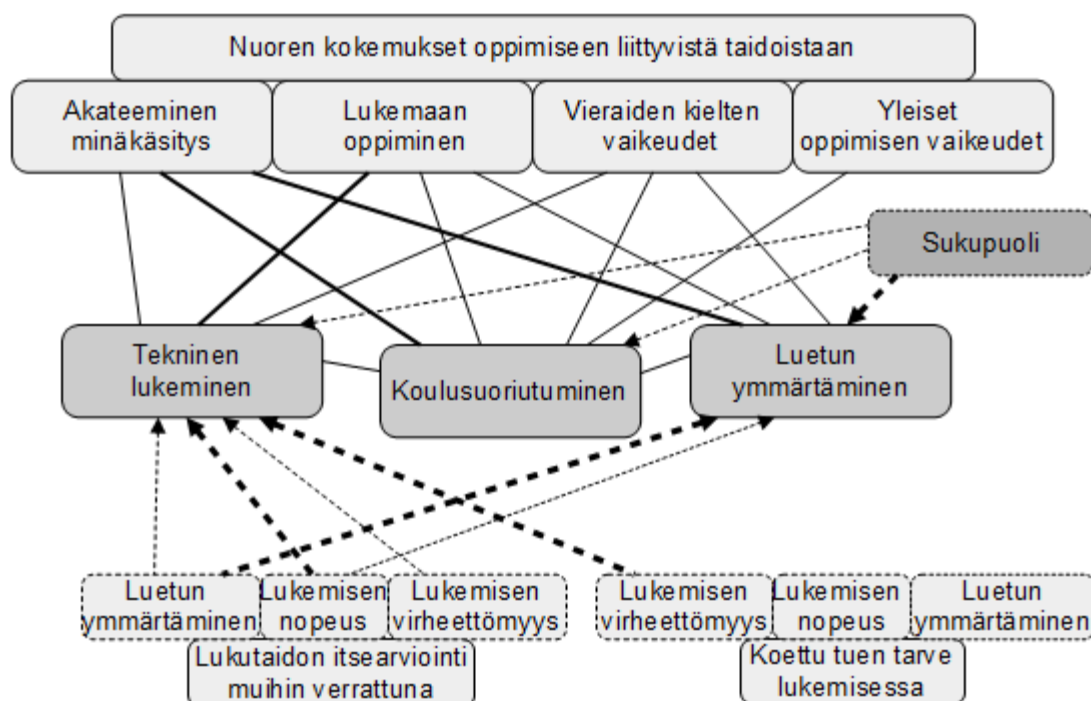 Nuoren kokemukset oppimiseen liittyvistä taidoistaan
Akateeminen
minäkäsitys
Lukemaan
oppiminen
Vieraiden kielten
vaikeudet
Yleiset
oppimisen vaikeudet
Sukupuoli
Tekninen
lukeminen
Koulusuoriutuminen
Luetun
ymmärtäminen
Luetun
ymmärtäminen
Lukemisen
nopeus
Lukemisen
virheettömyys
Lukutaidon itsearviointi
muihin verrattuna
Lukemisen
virheettömyys
Lukemisen
nopeus
Luetun
ymmärtäminen
Koettu tuen tarve
lukemisessa